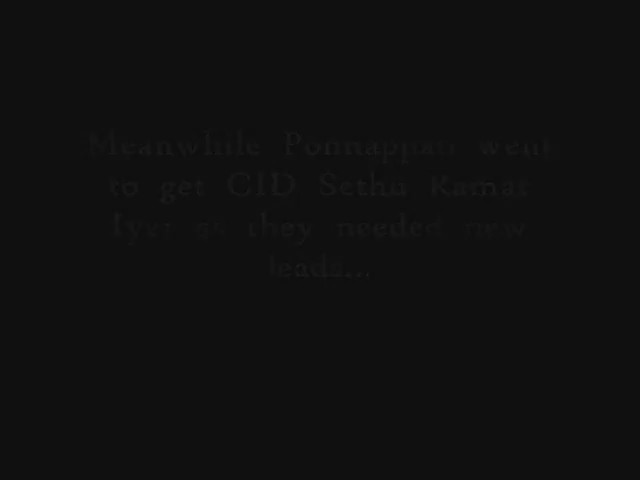 Meanwhile Ponnappan went
to get CID Sethu Ramar
Iyer as they needed new
leads...